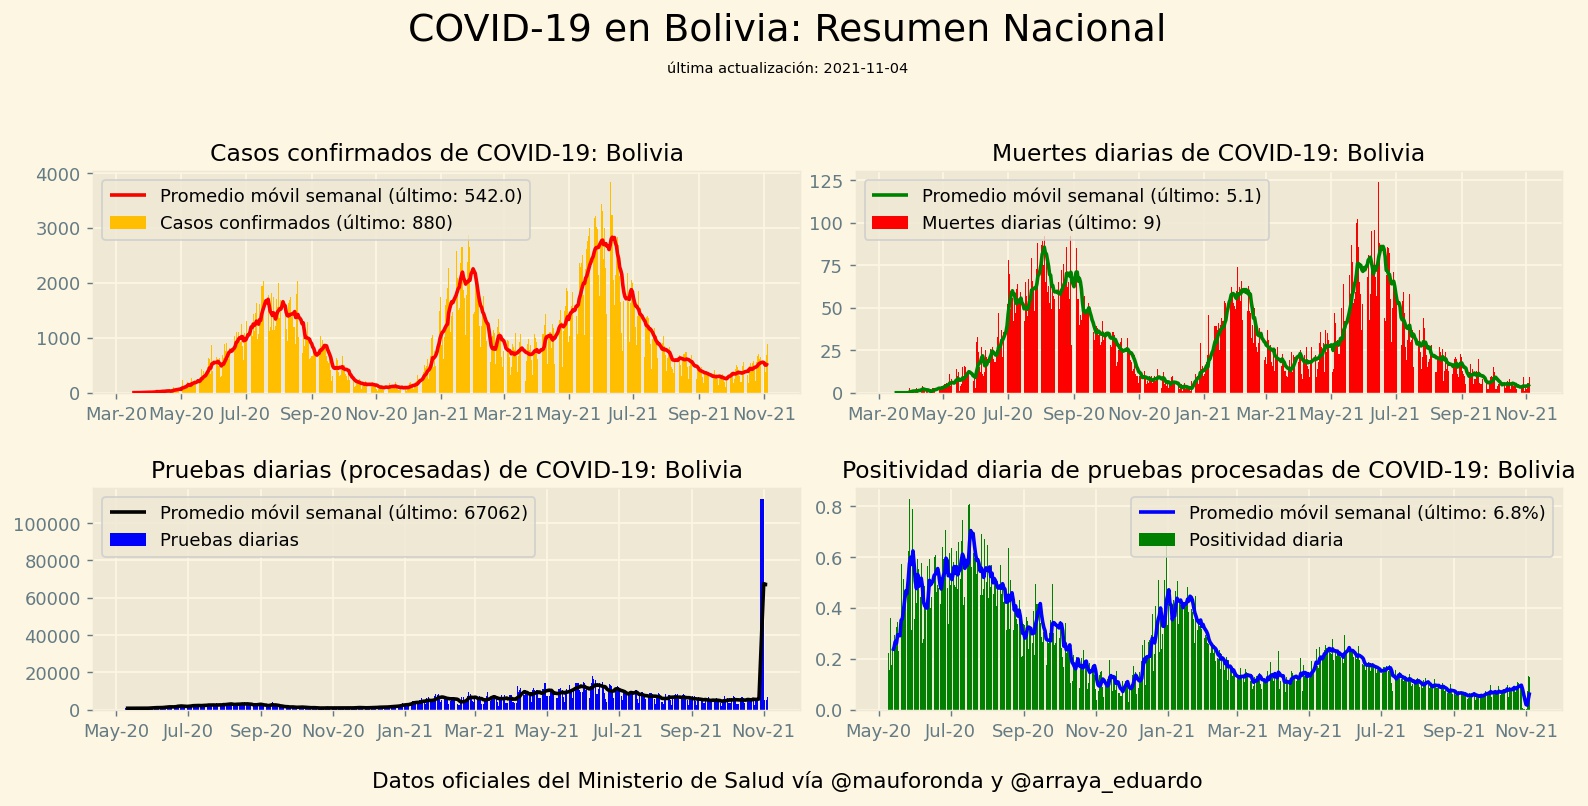 COVID-19 en Bolivia: Resumen Nacional
última actualización: 2021-11-04
Casos confirmados de COVID-19: Bolivia
Promedio móvil semanal (último: 542.0)
Casos confirmados (último: 880)
4000
3000
2000
1000
0
Mar-20 May-20 Jul-20 Sep-20 Nov-20 Jan-21 Mar-21 May-21 Jul-21 Sep-21 Nov-21
Muertes diarias de COVID-19: Bolivia
Promedio móvil semanal (último: 5.1)
Muertes diarias (último: 9)
125
100
75
50
25
0
Mar-20 May-20 Jul-20 Sep-20 Nov-20 Jan-21 Mar-21 May-21 Jul-21 Sep-21 Nov-21
Pruebas diarias (procesadas) de COVID-19: Bolivia
Promedio móvil semanal (último: 67062)
Pruebas diarias
100000
80000
60000
40000
20000
0
May-20 Jul-20 Sep-20 Nov-20 Jan-21 Mar-21 May-21 Jul-21 Sep-21 Nov-21
Positividad diaria de pruebas procesadas de COVID-19: Bolivia
Promedio móvil semanal (último: 6.8%)
Positividad diaria
0.8
0.6
0.4
0.2
0.0
May-20 Jul-20 Sep-20 Nov-20 Jan-21 Mar-21 May-21 Jul-21 Sep-21 Nov-21
Datos oficiales del Ministerio de Salud vía @mauforonda y @arraya_eduardo